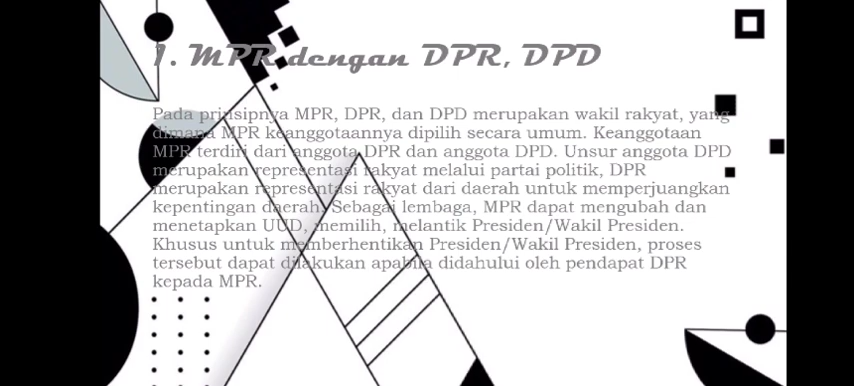 1. MPR dengan DPR, DPD
Pada prinsipnya MPR, DPR, dan DPD merupakan wakil rakyat, yang
dimana MPR keanggotaannya dipilih secara umum. Keanggotaan
MPR terdiri dari anggota DPR dan anggota DPD. Unsur anggota DPD
merupakan representasi rakyat melalui partai politik, DPR
merupakan representasi rakyat dari daerah untuk memperjuangkan
kepentingan daerah. Sebagai lembaga, MPR dapat mengubah dan
menetapkan UUD, memilih, melantik Presiden/Wakil Presiden.
Khusus untuk memberhentikan Presiden/Wakil Presiden, proses
tersebut dapat dilakukan apabila didahului oleh pendapat DPR
kepada MPR.